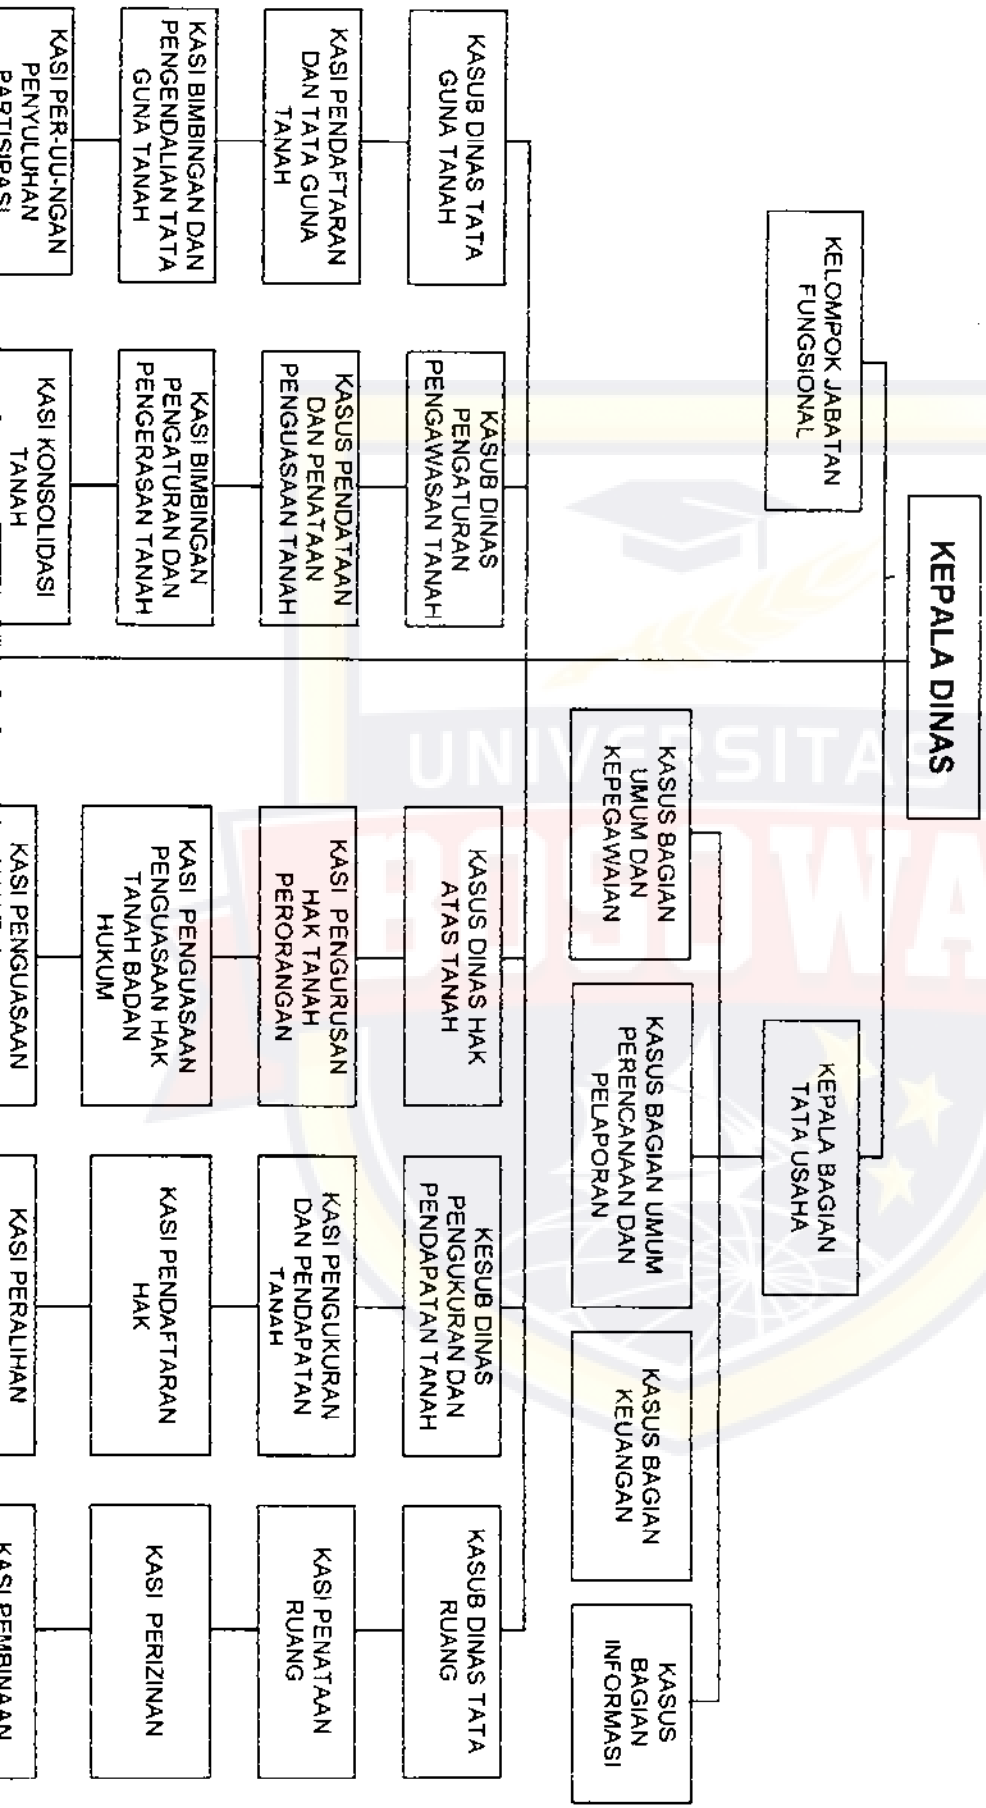 KEPALA DINAS
KELOMPOK JABATAN
FUNGSIONAL
KEPALA BAGIAN
TATA USAHA
KASUS BAGIAN
UMUM DAN
KEPEGAWAIAN
KASUS BAGIAN UMUM
PERENCANAAN DAN
PELAPORAN
KASUS BAGIAN
KEUANGAN
KASUS
BAGIAN
INFORMASI
KASUB DINAS TATA
GUNA TANAH
KASUB DINAS
PENGATURAN
PENGAWASAN TANAH
KASUS DINAS HAK
ATAS TANAH
KESUB DINAS
PENGUKURAN DAN
PENDAPATAN TANAH
KASUB DINAS TATA
RUANG
KASI PENDAFTARAN
DAN TATA GUNA
TANAH
KASUS PENDATAAN
DAN PENATAAN
PENGUASAAN TANAH
KASI PENGURUSAN
HAK TANAH
PERORANGAN
KASI PENGUKURAN
DAN PENDAPATAN
TANAH
KASI PENATAAN
RUANG
KASI BIMBINGAN DAN
PENGENDALIAN TATA
GUNA TANAH
KASI BIMBINGAN
PENGATURAN DAN
PENGERASAN TANAH
KASI PENGUASAAN
PENGUASAAN HAK
TANAH BADAN
HUKUM
KASI PENDAFTARAN
HAK
KASI PERIZINAN
KASI PER-UU-NGAN
PENYULUHAN
PARTISIPASI
KASI KONSOLIDASI
TANAH
KASI PENGUASAAN
KASI PERALIHAN
KASI PEMBINAAN
UNIVERSITAS
BOSOWA